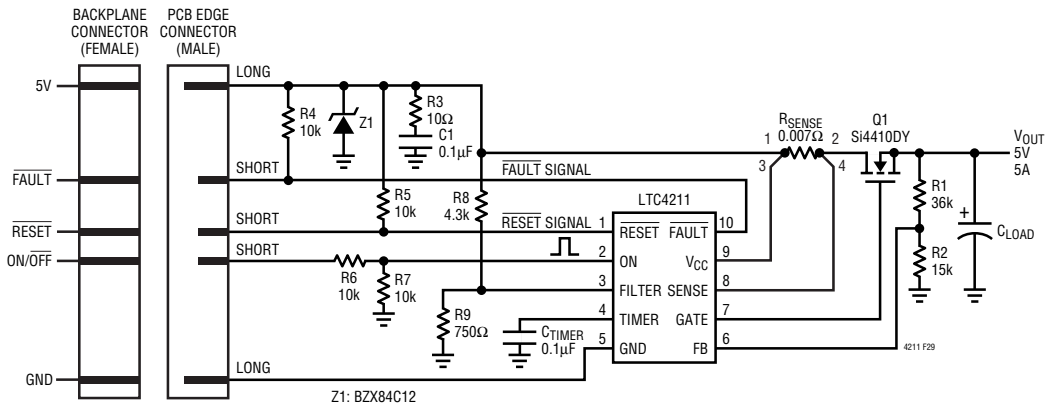 BACKPLANE
CONNECTOR
(FEMALE)
PCB EDGE
CONNECTOR
(MALE)
LONG
5V
R4
10k
Z1
R3
10Ω
C1
0.1µF
RSENSE
0.007Ω
1
2
3
4
Q1
Si4410DY
VOUT
5V
5A
SHORT
FAULT
FAULT SIGNAL
R5
10k
R8
4.3k
LTC4211
R1
36k
+
CLOAD
SHORT
RESET
RESET SIGNAL
1
RESET
FAULT
10
SHORT
ON/OFF
R6
10k
R7
10k
2
ON
VCC
9
R2
15k
3
FILTER
SENSE
8
R9
750Ω
CTIMER
0.1µF
4
TIMER
GATE
7
5
GND
FB
6
4211 F29
LONG
GND
Z1: BZX84C12